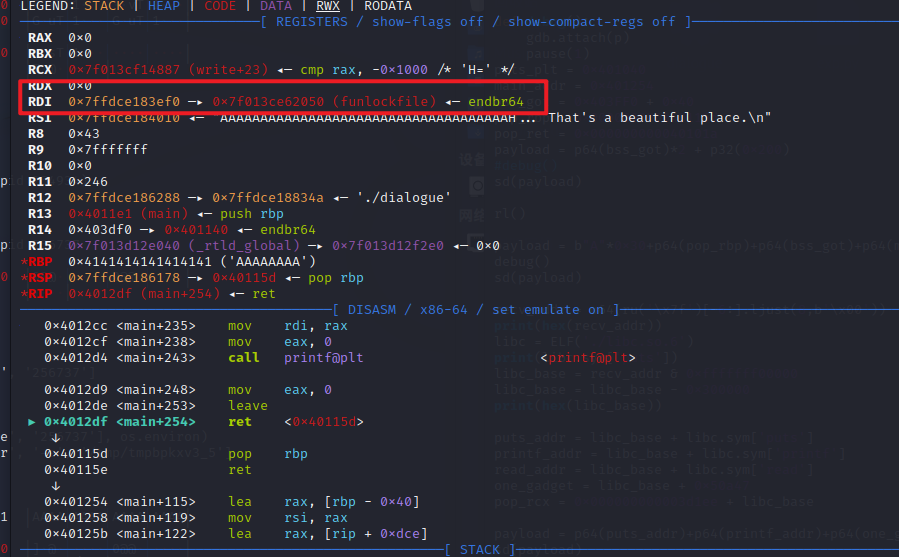 LEGEND: STACK | HEAP | CODE | DATA | RWX | RODATA
[ REGISTERS / show-flags off / show-compact-regs off ]
RAX 0×0
RBX 0×0
RCX 0×7f013cf14887 (write+23) ◂— cmp rax, -0×1000 /* 'H=' */
RDX 0×0
RDI 0×7ffdce183ef0 —▸ 0×7f013ce62050 (funlockfile) ◂— endbr64
RSI 0×7ffdce184010 ◂— 'AAAAAAAAAAAAAAAAAAAAAAAAAAAAAAAAAAAAH... That's a beautiful place.\n"
R8 0×43
R9 0×7fffffff
R10 0×0
R11 0×246
R12 0×7ffdce186288 —▸ 0×7ffdce18834a ◂— './dialogue'
R13 0×4011e1 (main) ◂— push rbp
R14 0×403df0 —▸ 0×401140 ◂— endbr64
R15 0×7f013d12e040 (_rtld_global) —▸ 0×7f013d12f2e0 ◂— 0×0
*RBP 0×4141414141414141 ('AAAAAAAA')
*RSP 0×7ffdce186178 —▸ 0×40115d ◂— pop rbp
*RIP 0×4012df (main+254) ◂— ret
[ DISASM / x86-64 / set emulate on ]
0×4012cc <main+235> mov rdi, rax
0×4012cf <main+238> mov eax, 0
0×4012d4 <main+243> call printf@plt <printf@plt>
0×4012d9 <main+248> mov eax, 0
0×4012de <main+253> leave
► 0×4012df <main+254> ret <0×40115d>
↓
0×40115d pop rbp
0×40115e ret
↓
0×401254 <main+115> lea rax, [rbp - 0×40]
0×401258 <main+119> mov rsi, rax
0×40125b <main+122> lea rax, [rip + 0×dce]
[ STACK ]